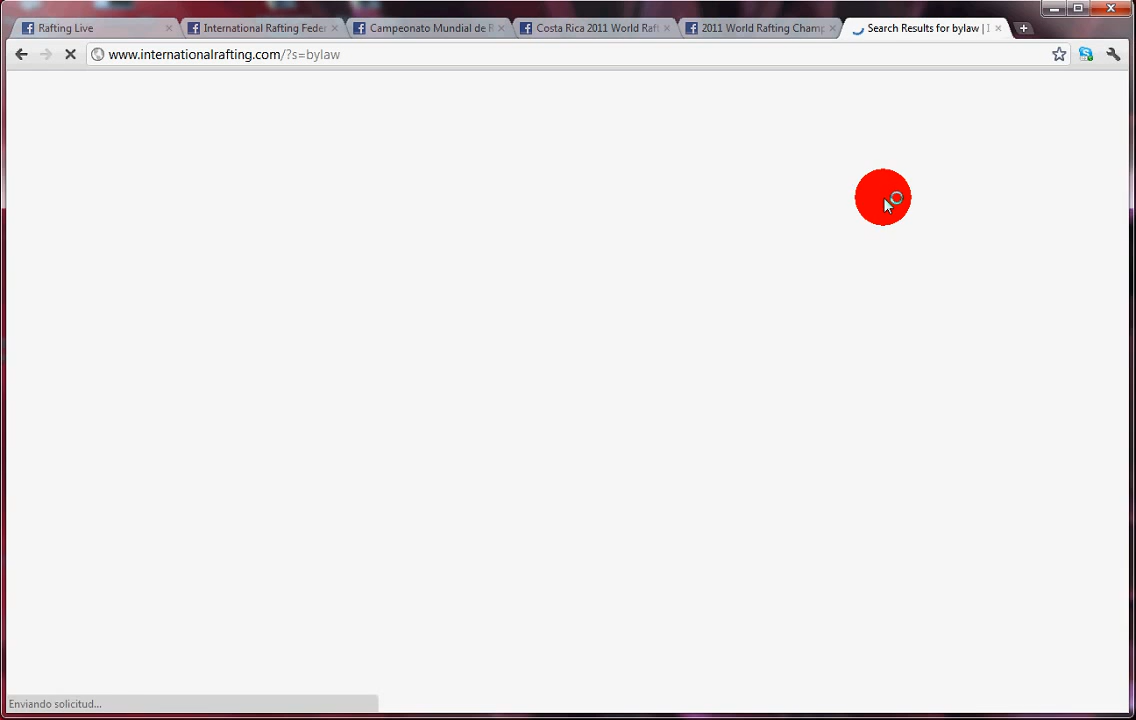 Rafting Live
International Rafting Feder
Campeonato Mundial de R
Costa Rica 2011 World Raft
2011 World Rafting Champ
Search Results for bylaw | I
www.internationalrafting.com/?s=bylaw
Enviando solicitud...